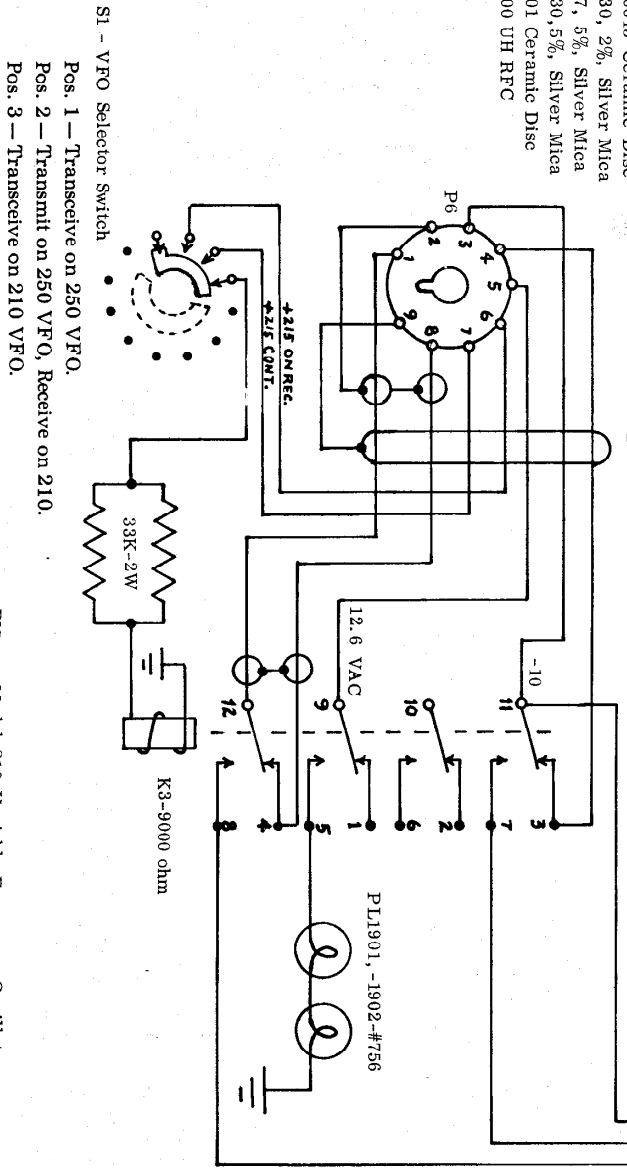 Ceramic Disc
30, 2%, Silver Mica
7, 5%, Silver Mica
30,5%, Silver Mica
01 Ceramic Disc
00 UH RFC
P6
1
2
3
4
5
6
7
8
9
+215 ON REC.
+215 CONT.
-10
12.6 VAC
11
10
9
12
3
7
2
6
1
5
4
8
33K-2W
K3-9000 ohm
PL1901,-1902-#756
S1 - VFO Selector Switch
Pos. 1 — Transceive on 250 VFO.
Pos. 2 — Transmit on 250 VFO, Receive on 210.
Pos. 3 — Transceive on 210 VFO.